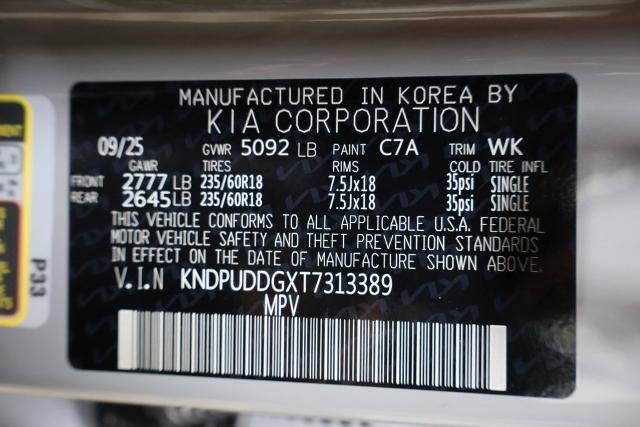 MANUFACTURED IN KOREA BY
KIA CORPORATION
09/25 GVWR 5092 LB PAINT C7A TRIM WK
GAWR TIRES RIMS COLD TIRE INFL
FRONT 2777 LB 235/60R18 7.5Jx18 35psi SINGLE
REAR 2645 LB 235/60R18 7.5Jx18 35psi SINGLE
THIS VEHICLE CONFORMS TO ALL APPLICABLE U.S.A. FEDERAL
MOTOR VEHICLE SAFETY AND THEFT PREVENTION STANDARDS
IN EFFECT ON THE DATE OF MANUFACTURE SHOWN ABOVE.
V.I.N KNDPUDDGXT7313389
MPV
P33